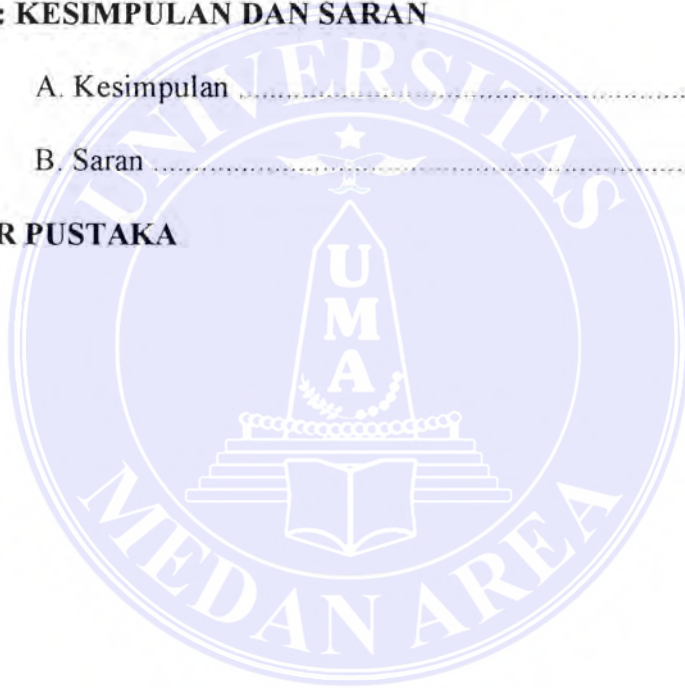 : KESIMPULAN DAN SARAN
A. Kesimpulan ........................................................
B. Saran ........................................................
R PUSTAKA
UNIVERSITAS
UMA
MEDAN AREA